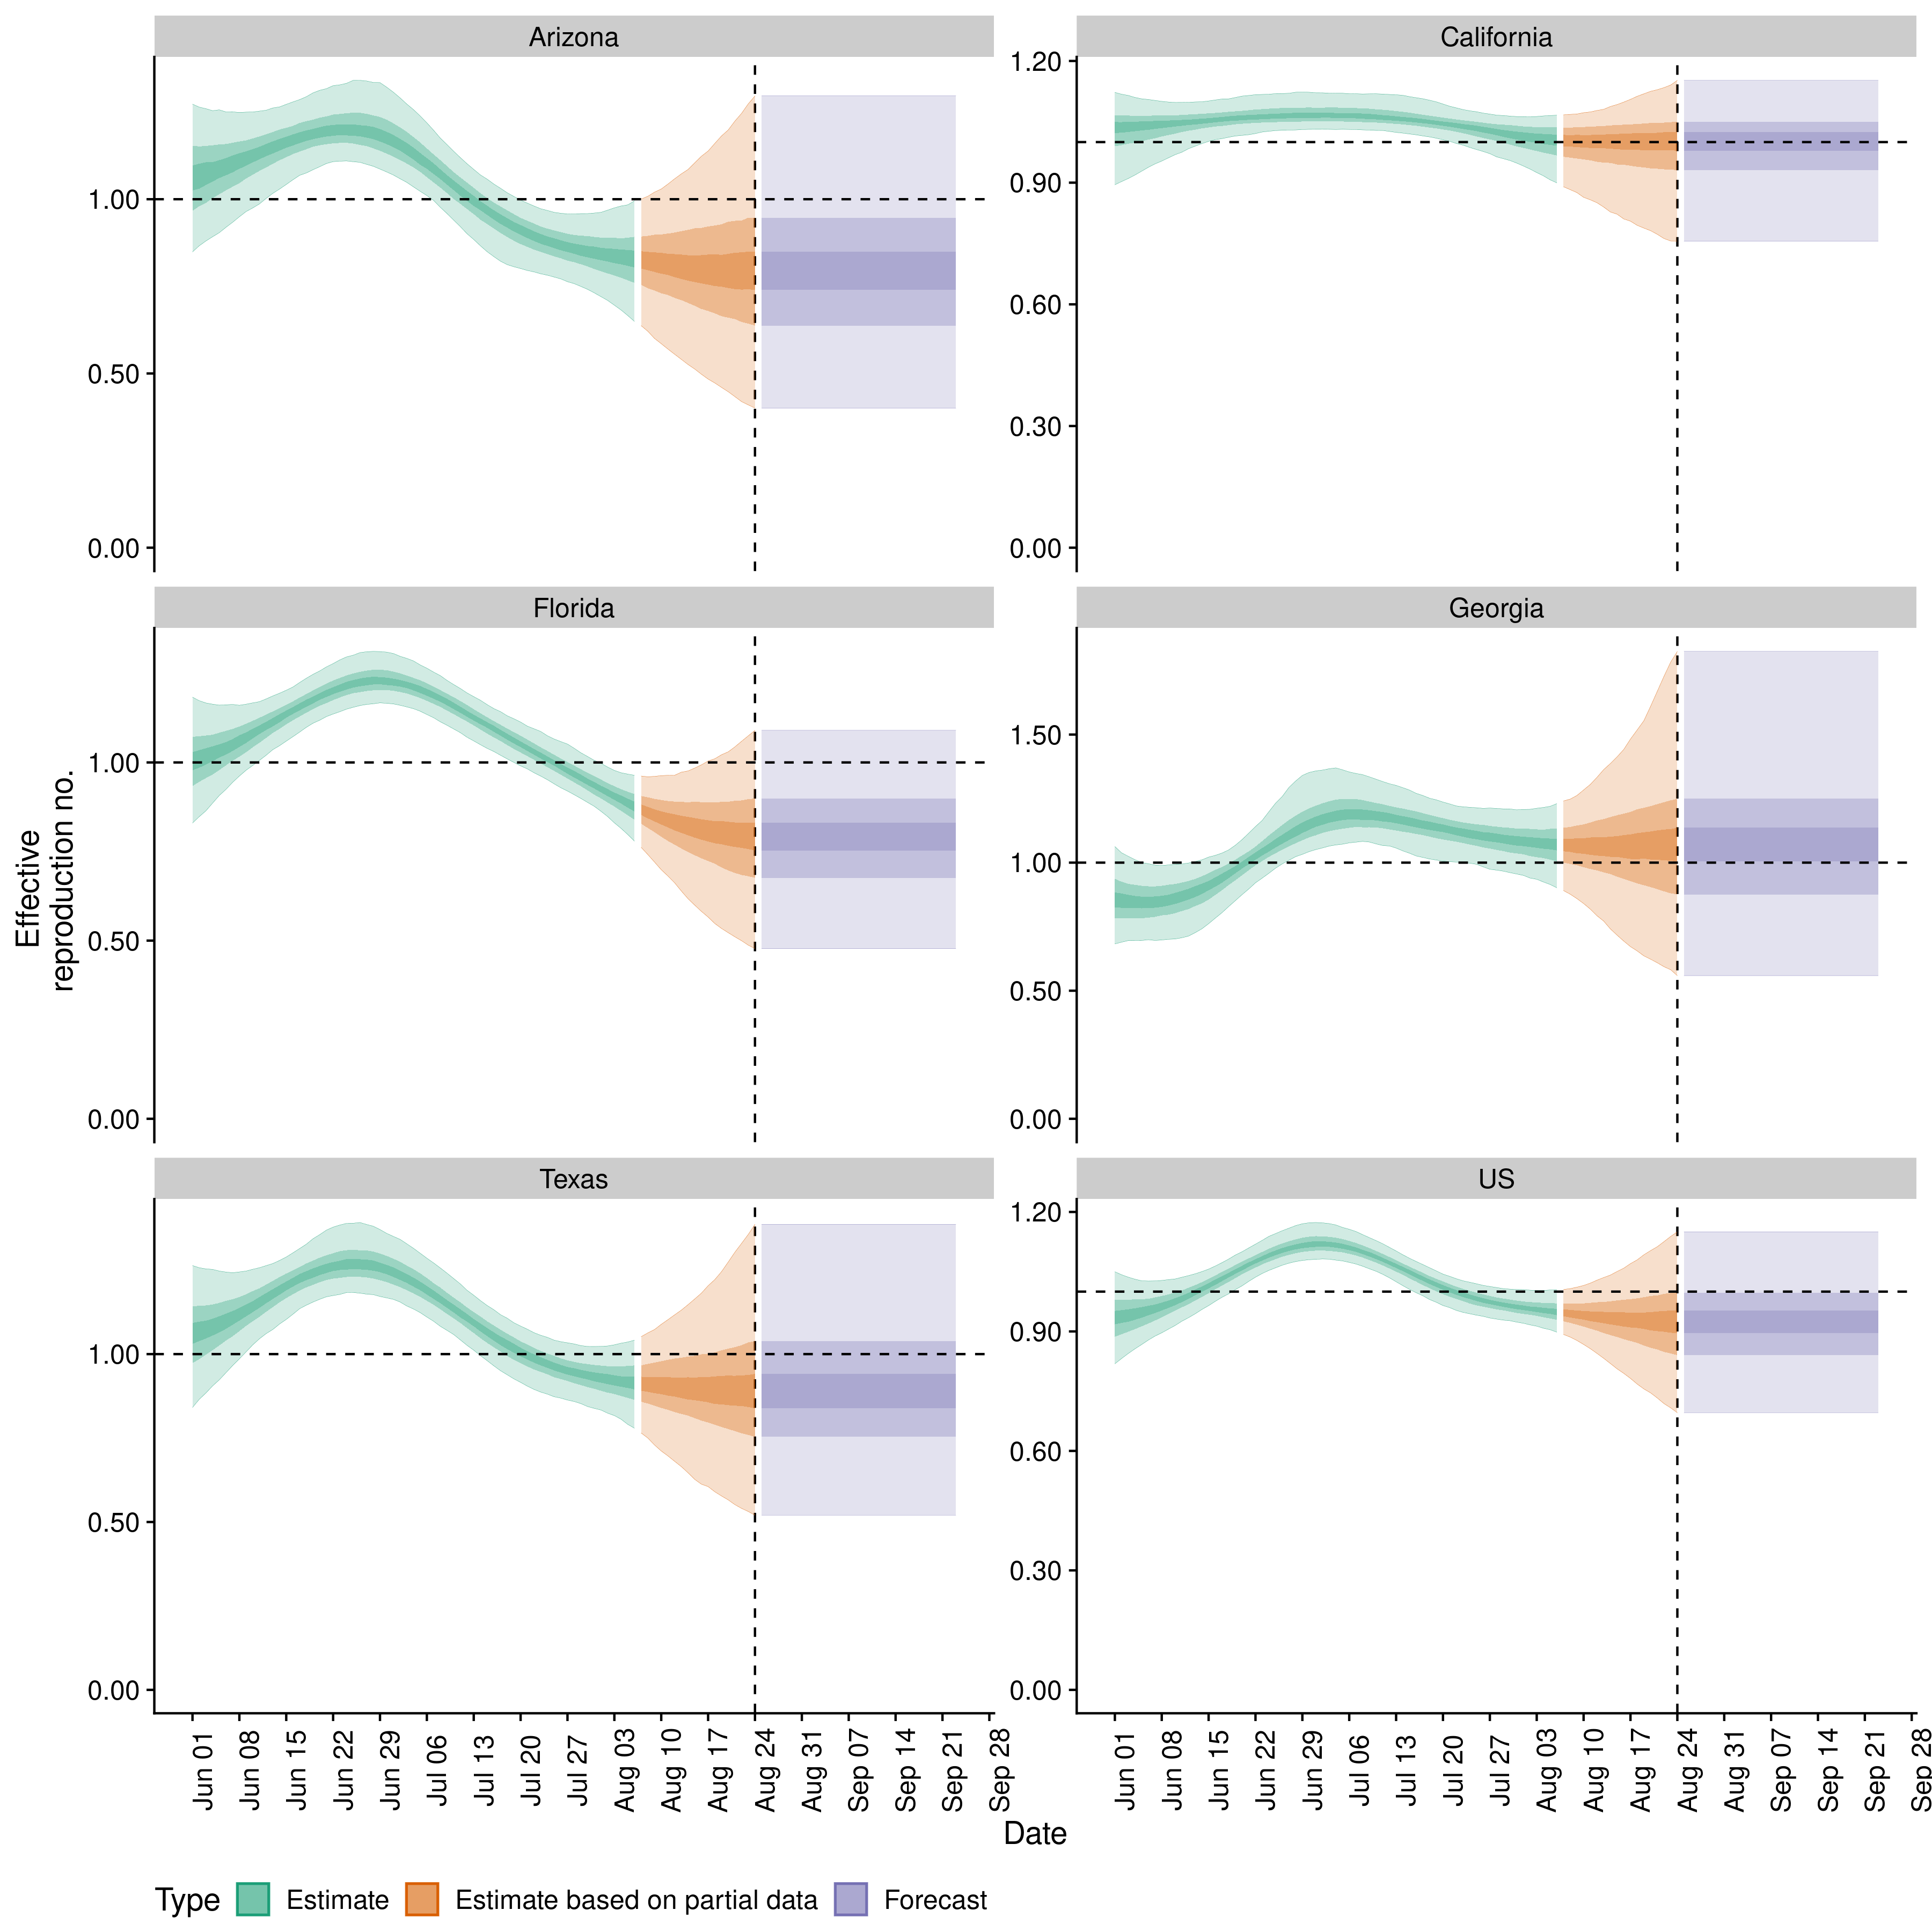 Arizona
California
1.00
0.50
0.00
1.20
0.90
0.60
0.30
0.00
Florida
Georgia
1.00
0.50
0.00
1.50
1.00
0.50
0.00
Effective
reproduction no.
Texas
US
1.00
0.50
0.00
1.20
0.90
0.60
0.30
0.00
Jun 01
Jun 08
Jun 15
Jun 22
Jun 29
Jul 06
Jul 13
Jul 20
Jul 27
Aug 03
Aug 10
Aug 17
Aug 24
Aug 31
Sep 07
Sep 14
Sep 21
Sep 28
Jun 01
Jun 08
Jun 15
Jun 22
Jun 29
Jul 06
Jul 13
Jul 20
Jul 27
Aug 03
Aug 10
Aug 17
Aug 24
Aug 31
Sep 07
Sep 14
Sep 21
Sep 28
Date
Type Estimate Estimate based on partial data Forecast